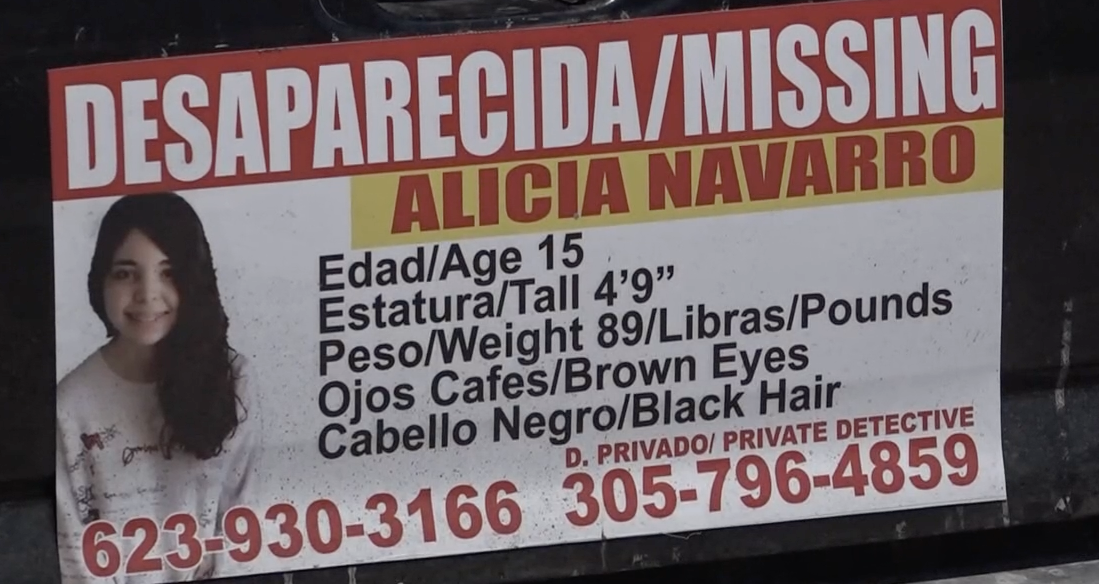 DESAPARECIDA/MISSING
ALICIA NAVARRO
Edad/Age 15
Estatura/Tall 4'9"
Peso/Weight 89/Libras/Pounds
Ojos Cafes/Brown Eyes
Cabello Negro/Black Hair
D. PRIVADO/ PRIVATE DETECTIVE
623-930-3166 305-796-4859